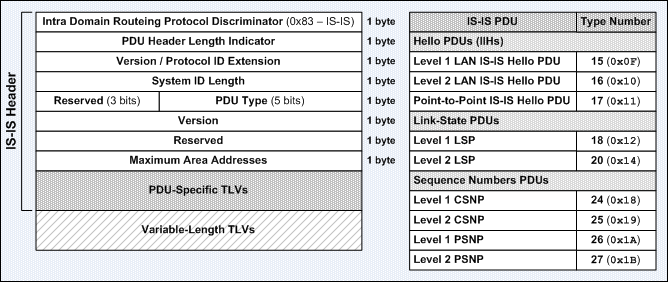 IS-IS Header
Intra Domain Routeing Protocol Discriminator (0x83 – IS-IS) 1 byte
PDU Header Length Indicator 1 byte
Version / Protocol ID Extension 1 byte
System ID Length 1 byte
Reserved (3 bits) PDU Type (5 bits) 1 byte
Version 1 byte
Reserved 1 byte
Maximum Area Addresses 1 byte
PDU-Specific TLVs
Variable-Length TLVs
IS-IS PDU Type Number
Hello PDUs (IIHs)
Level 1 LAN IS-IS Hello PDU 15 (0x0F)
Level 2 LAN IS-IS Hello PDU 16 (0x10)
Point-to-Point IS-IS Hello PDU 17 (0x11)
Link-State PDUs
Level 1 LSP 18 (0x12)
Level 2 LSP 20 (0x14)
Sequence Numbers PDUs
Level 1 CSNP 24 (0x18)
Level 2 CSNP 25 (0x19)
Level 1 PSNP 26 (0x1A)
Level 2 PSNP 27 (0x1B)